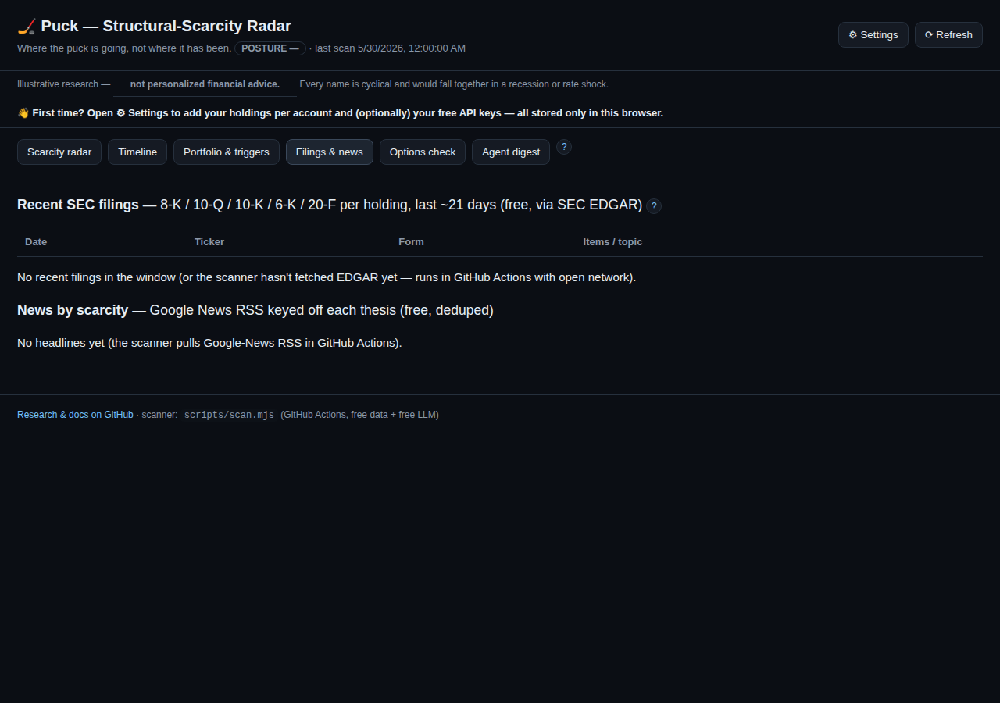 🏒 Puck — Structural-Scarcity Radar
Where the puck is going, not where it has been. POSTURE — · last scan 5/30/2026, 12:00:00 AM
⚙ Settings
⟳ Refresh
Illustrative research — not personalized financial advice. Every name is cyclical and would fall together in a recession or rate shock.
👋 First time? Open ⚙ Settings to add your holdings per account and (optionally) your free API keys — all stored only in this browser.
Scarcity radar Timeline Portfolio & triggers Filings & news Options check Agent digest ?
Recent SEC filings — 8-K / 10-Q / 10-K / 6-K / 20-F per holding, last ~21 days (free, via SEC EDGAR) ?
Date Ticker Form Items / topic
No recent filings in the window (or the scanner hasn't fetched EDGAR yet — runs in GitHub Actions with open network).
News by scarcity — Google News RSS keyed off each thesis (free, deduped)
No headlines yet (the scanner pulls Google-News RSS in GitHub Actions).
Research & docs on GitHub · scanner: scripts/scan.mjs (GitHub Actions, free data + free LLM)